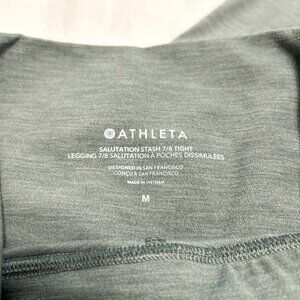 ATHLETA
SALUTATION STASH 7/8 TIGHT
LEGGING 7/8 SALUTATION À POCHES DISSIMULÉES
DESIGNED IN SAN FRANCISCO
CONÇU À SAN FRANCISCO
MADE IN VIETNAM
M